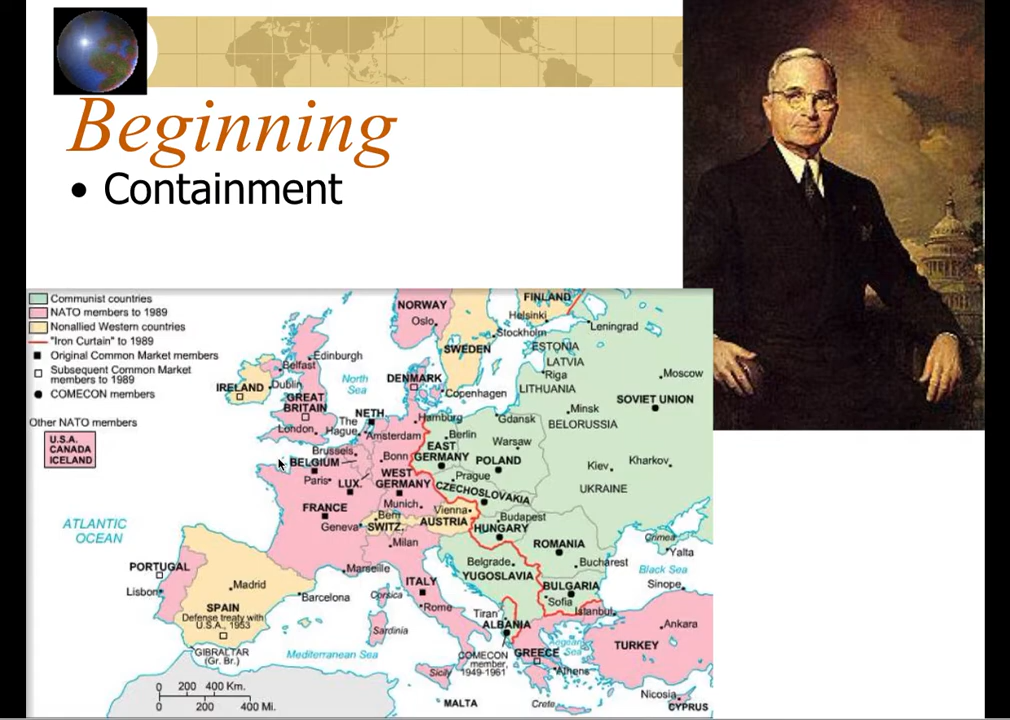 Beginning
• Containment
Communist countries
NATO members to 1989
Nonallied Western countries
"Iron Curtain" to 1989
Original Common Market members
Subsequent Common Market
members to 1989
COMECON members
Other NATO members
U.S.A.
CANADA
ICELAND
NORWAY
Oslo
FINLAND
Helsinki
Leningrad
Stockholm
SWEDEN
ESTONIA
LATVIA
Riga
LITHUANIA
Moscow
SOVIET UNION
Minsk
BELORUSSIA
Edinburgh
Belfast
IRELAND
Dublin
GREAT
BRITAIN
London
North
Sea
DENMARK
Copenhagen
NETH.
The
Hague
Amsterdam
Hamburg
Gdansk
Berlin
Warsaw
EAST
GERMANY
POLAND
Brussels
BELGIUM
Bonn
Paris
LUX.
WEST
GERMANY
Prague
CZECHOSLOVAKIA
Kiev
Kharkov
UKRAINE
FRANCE
Munich
Vienna
Bern
Geneva
SWITZ.
AUSTRIA
Budapest
HUNGARY
Milan
ROMANIA
Crimea
Yalta
ATLANTIC
OCEAN
Belgrade
Bucharest
YUGOSLAVIA
Black Sea
PORTUGAL
Lisbon
Madrid
Marseille
Barcelona
Corsica
ITALY
Rome
BULGARIA
Sofia
Sinope
Istanbul
SPAIN
Defense treaty with
U.S.A., 1953
Tiran
ALBANIA
Ankara
Sardinia
TURKEY
GIBRALTAR
(Gr. Br.)
Mediterranean Sea
COMECON
member,
1949-1961
GREECE
Aegean
Sea
Athens
Sicily
MALTA
Crete
Nicosia
CYPRUS
0 200 400 Km.
0 200 400 Mi.